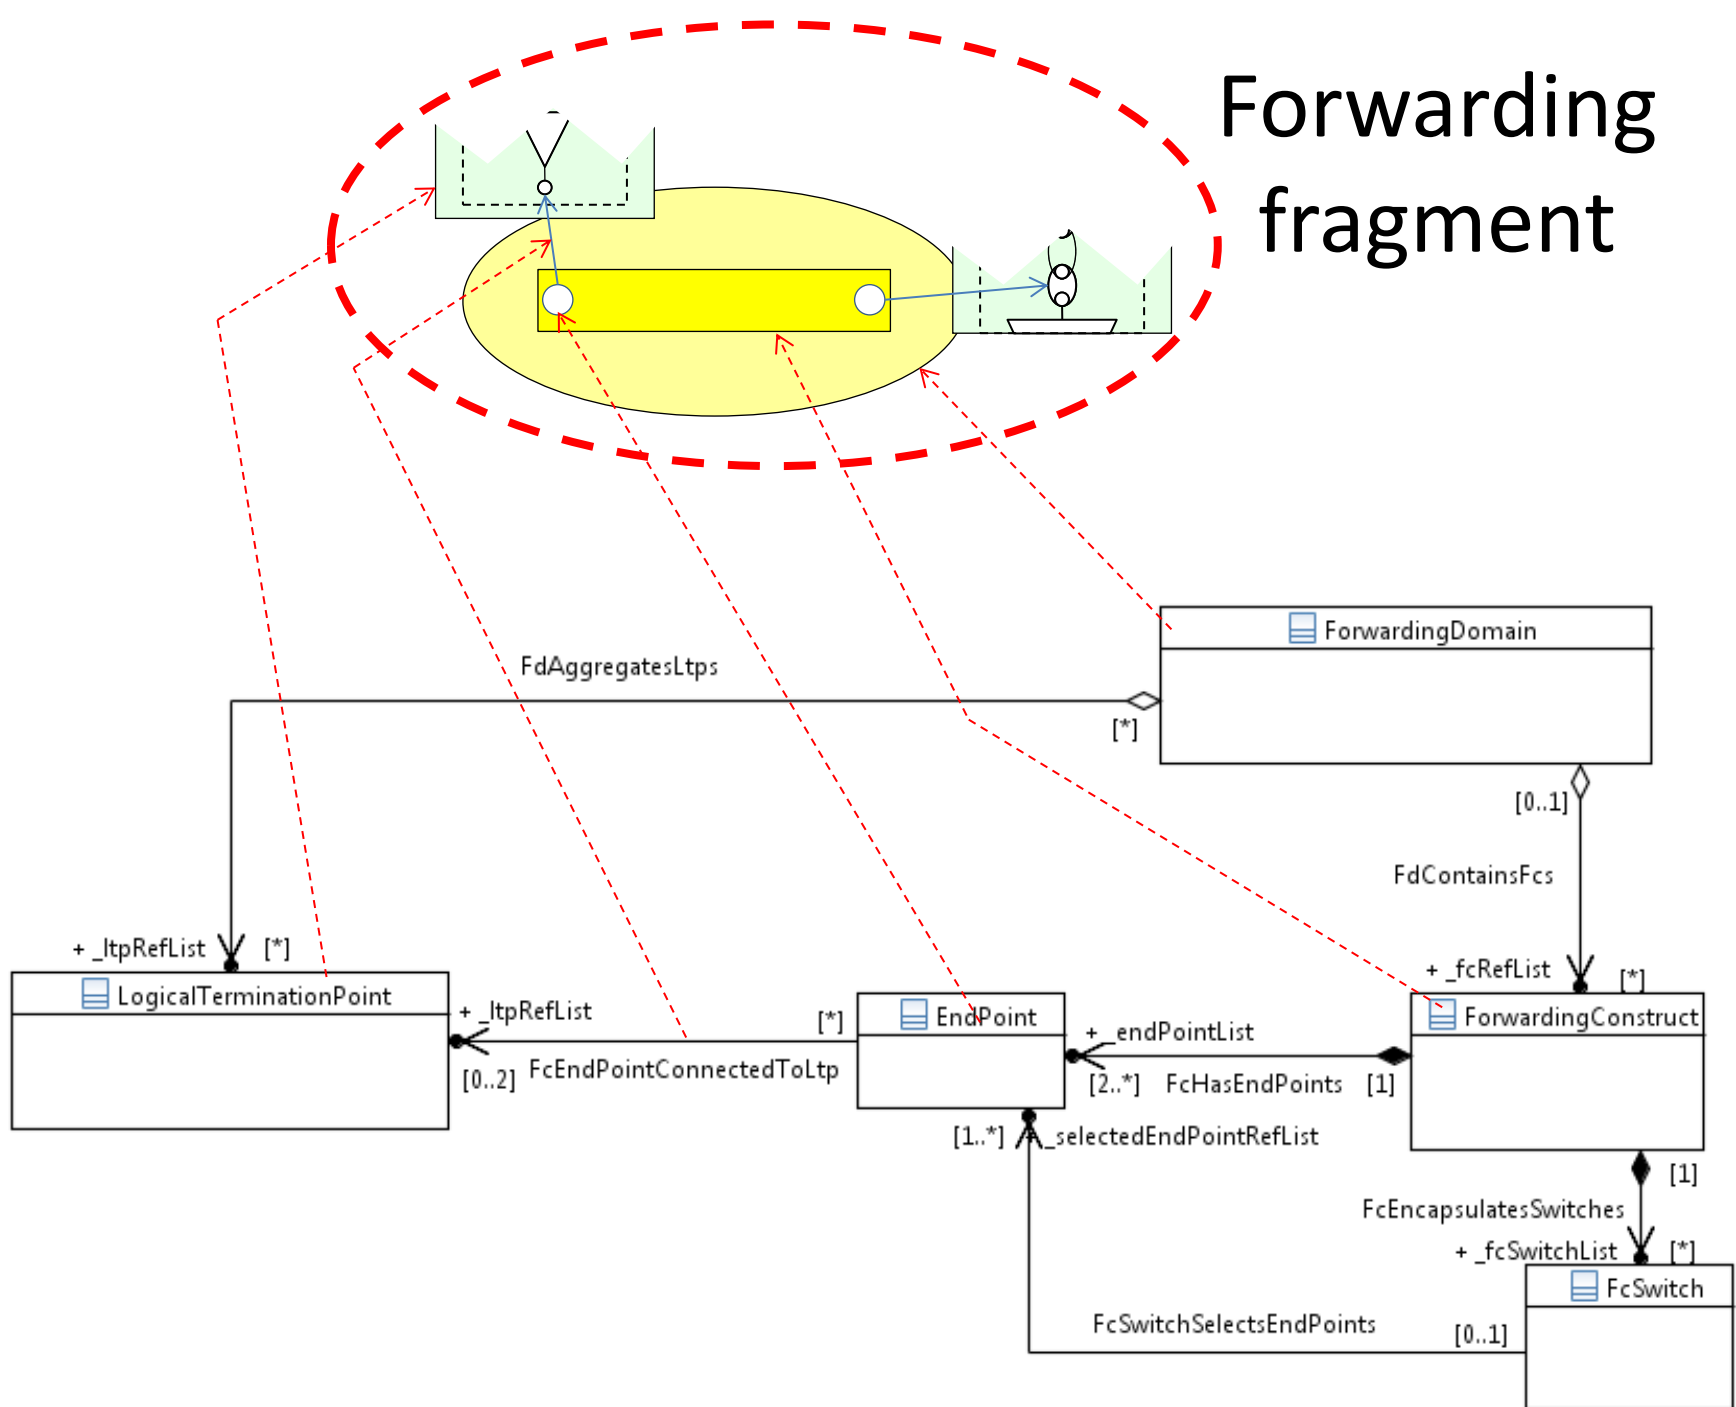 Forwarding
fragment
ForwardingDomain
FdAggregatesLtps
[*]
[0..1]
FdContainsFcs
+ _ltpRefList
[*]
+ _fcRefList
[*]
LogicalTerminationPoint
+ _ltpRefList
[*]
EndPoint
ForwardingConstruct
+ _endPointList
[0..2]
FcEndPointConnectedToLtp
[2..*]
FcHasEndPoints
[1]
[1..*]
+ _selectedEndPointRefList
[1]
FcEncapsulatesSwitches
+ _fcSwitchList
[*]
FcSwitch
FcSwitchSelectsEndPoints
[0..1]